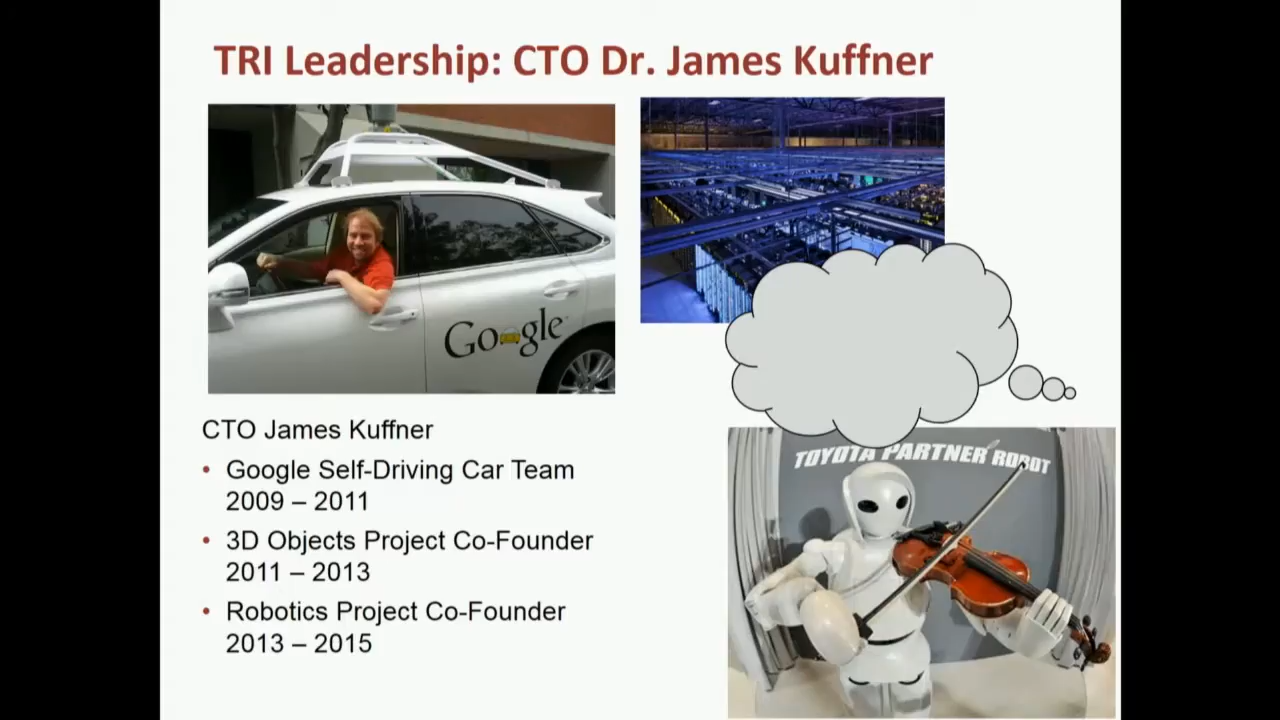 TRI Leadership: CTO Dr. James Kuffner
Google
CTO James Kuffner
• Google Self-Driving Car Team
2009 – 2011
• 3D Objects Project Co-Founder
2011 – 2013
• Robotics Project Co-Founder
2013 – 2015
TOYOTA PARTNER ROBOT